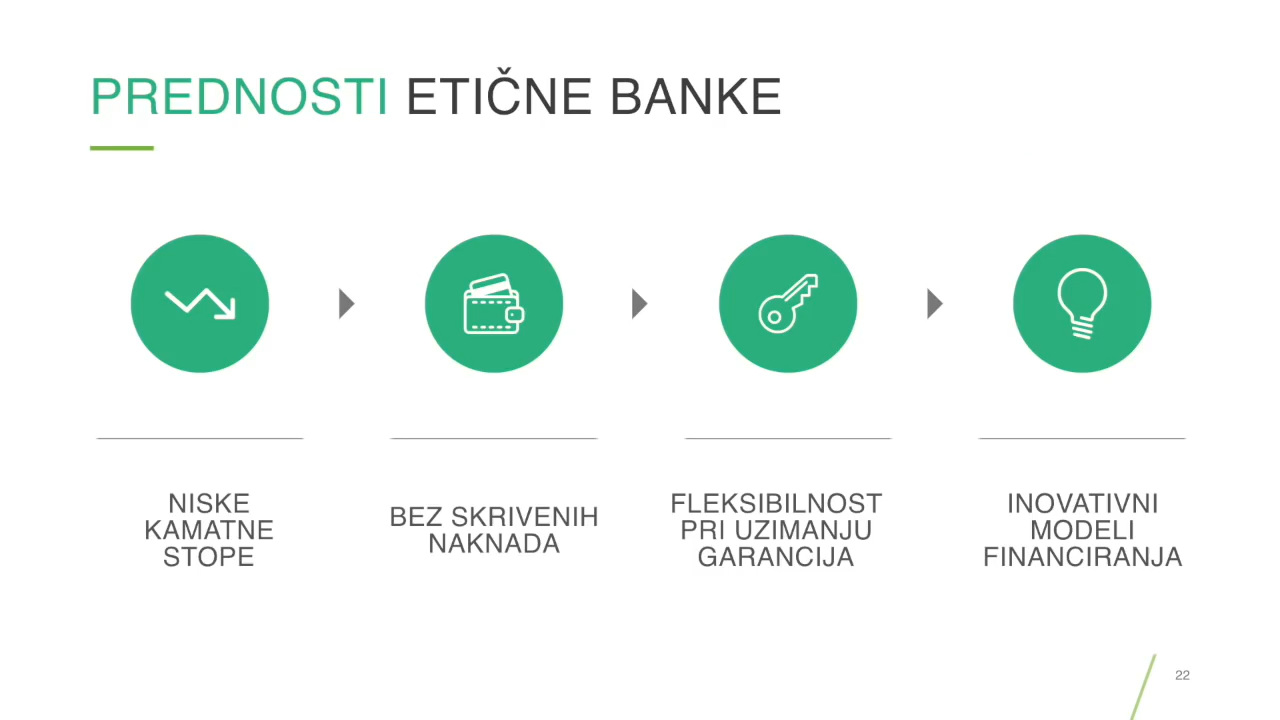 PREDNOSTI ETIČNE BANKE
NISKE
KAMATNE
STOPE
BEZ SKRIVENIH
NAKNADA
FLEKSIBILNOST
PRI UZIMANJU
GARANCIJA
INOVATIVNI
MODELI
FINANCIRANJA
22